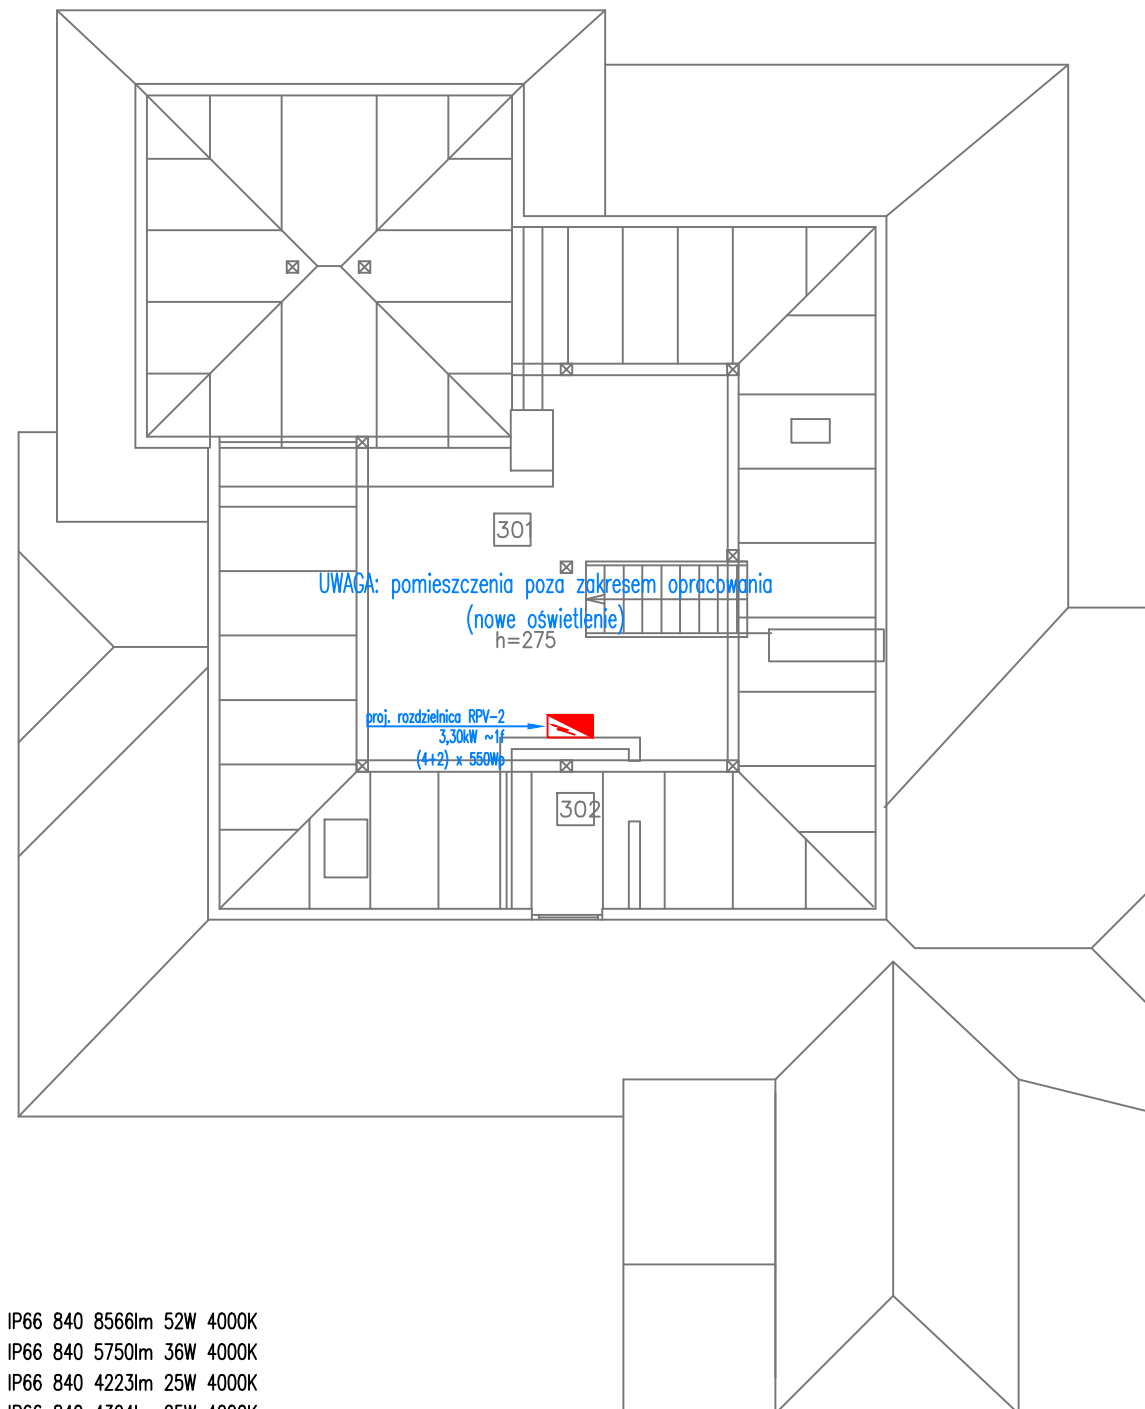 301
UWAGA: pomieszczenia poza zakresem opracowania
(nowe oświetlenie)
h=275
proj. rozdzielnica RPV-2
3,30kW ~1f
(4+2) x 550Wp
302
IP66 840 8566lm 52W 4000K
IP66 840 5750lm 36W 4000K
IP66 840 4223lm 25W 4000K